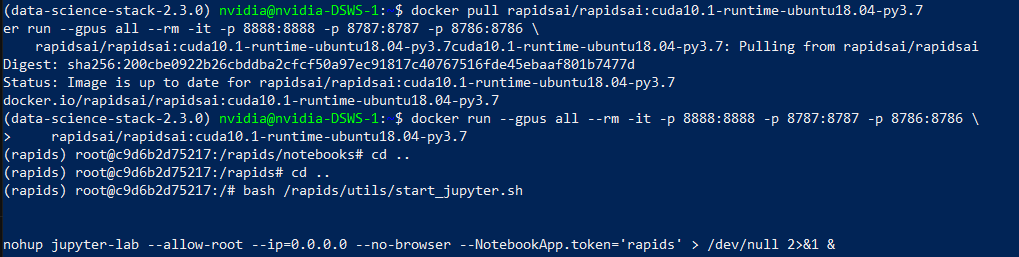 (data-science-stack-2.3.0) nvidia@nvidia-DSWS-1: $ docker pull rapidsai/rapidsai:cuda10.1-runtime-ubuntu18.04-py3.7
er run --gpus all --rm -it -p 8888:8888 -p 8787:8787 -p 8786:8786 \
    rapidsai/rapidsai:cuda10.1-runtime-ubuntu18.04-py3.7cuda10.1-runtime-ubuntu18.04-py3.7: Pulling from rapidsai/rapidsai
Digest: sha256:200cbe0922b26cbddba2cfcf50a97ec91817c40767516fde45ebaaf801b7477d
Status: Image is up to date for rapidsai/rapidsai:cuda10.1-runtime-ubuntu18.04-py3.7
docker.io/rapidsai/rapidsai:cuda10.1-runtime-ubuntu18.04-py3.7
(data-science-stack-2.3.0) nvidia@nvidia-DSWS-1: $ docker run --gpus all --rm -it -p 8888:8888 -p 8787:8787 -p 8786:8786 \
>     rapidsai/rapidsai:cuda10.1-runtime-ubuntu18.04-py3.7
(rapids) root@c9d6b2d75217:/rapids/notebooks# cd ..
(rapids) root@c9d6b2d75217:/rapids# cd ..
(rapids) root@c9d6b2d75217:/# bash /rapids/utils/start_jupyter.sh
nohup jupyter-lab --allow-root --ip=0.0.0.0 --no-browser --NotebookApp.token='rapids' > /dev/null 2>&1 &